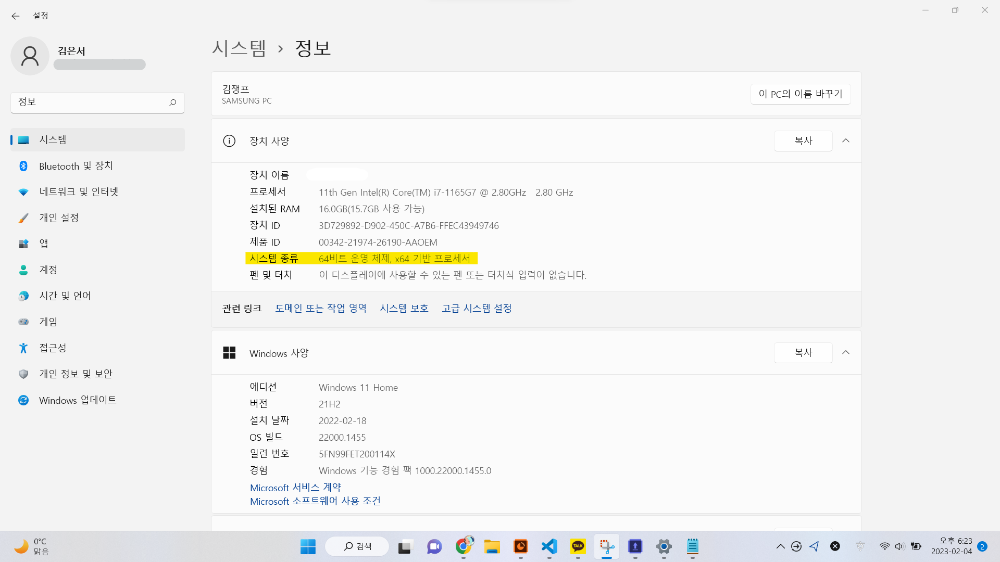 설정
김은서
정보
시스템
Bluetooth 및 장치
네트워크 및 인터넷
개인 설정
앱
계정
시간 및 언어
게임
접근성
개인 정보 및 보안
Windows 업데이트
시스템 › 정보
김쟁프
SAMSUNG PC
이 PC의 이름 바꾸기
장치 사양
복사
장치 이름
프로세서 11th Gen Intel(R) Core(TM) i7-1165G7 @ 2.80GHz 2.80 GHz
설치된 RAM 16.0GB(15.7GB 사용 가능)
장치 ID 3D729892-D902-450C-A7B6-FFEC43949746
제품 ID 00342-21974-26190-AAOEM
시스템 종류 64비트 운영 체제, x64 기반 프로세서
펜 및 터치 이 디스플레이에 사용할 수 있는 펜 또는 터치식 입력이 없습니다.
관련 링크 도메인 또는 작업 영역 시스템 보호 고급 시스템 설정
Windows 사양
복사
에디션 Windows 11 Home
버전 21H2
설치 날짜 2022-02-18
OS 빌드 22000.1455
일련 번호 5FN99FET200114X
경험 Windows 기능 경험 팩 1000.22000.1455.0
Microsoft 서비스 계약
Microsoft 소프트웨어 사용 조건
0°C
맑음
검색
TALK
오후 6:23
2023-02-04
2